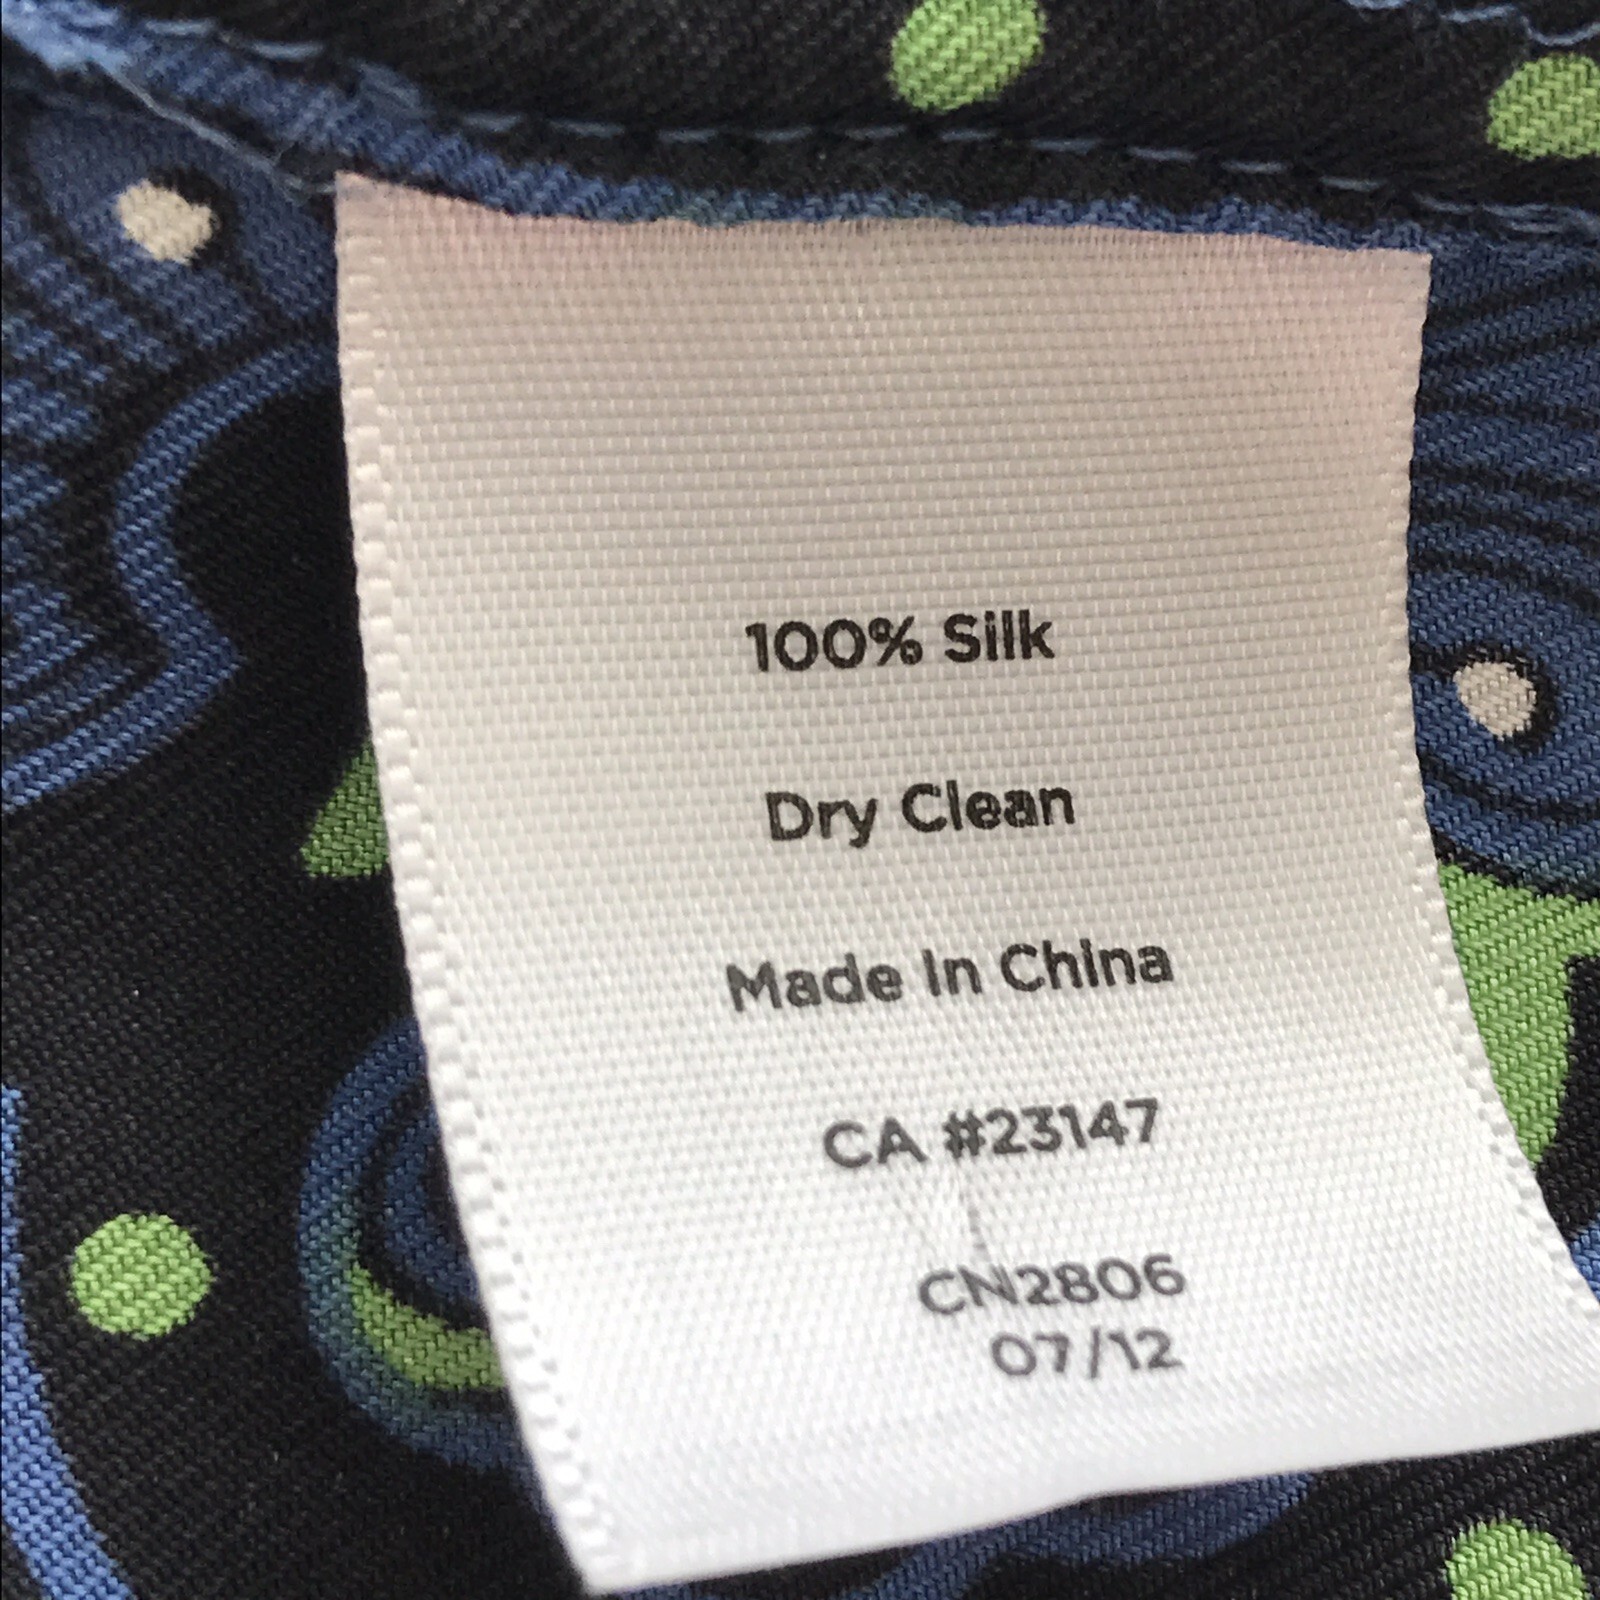 100% Silk
Dry Clean
Made In China
CA #23147
CN2806
07/12